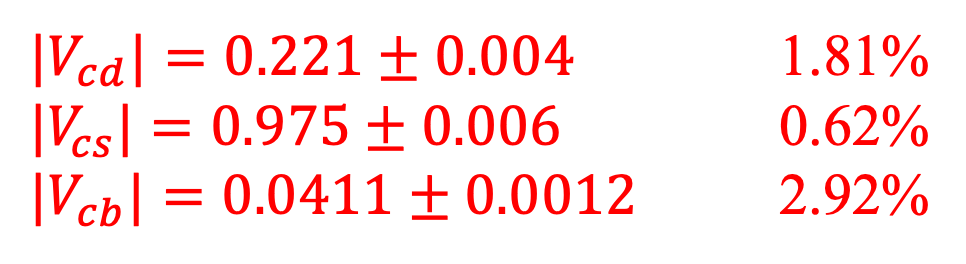 |V_cd| = 0.221 ± 0.004 1.81%
|V_cs| = 0.975 ± 0.006 0.62%
|V_cb| = 0.0411 ± 0.0012 2.92%